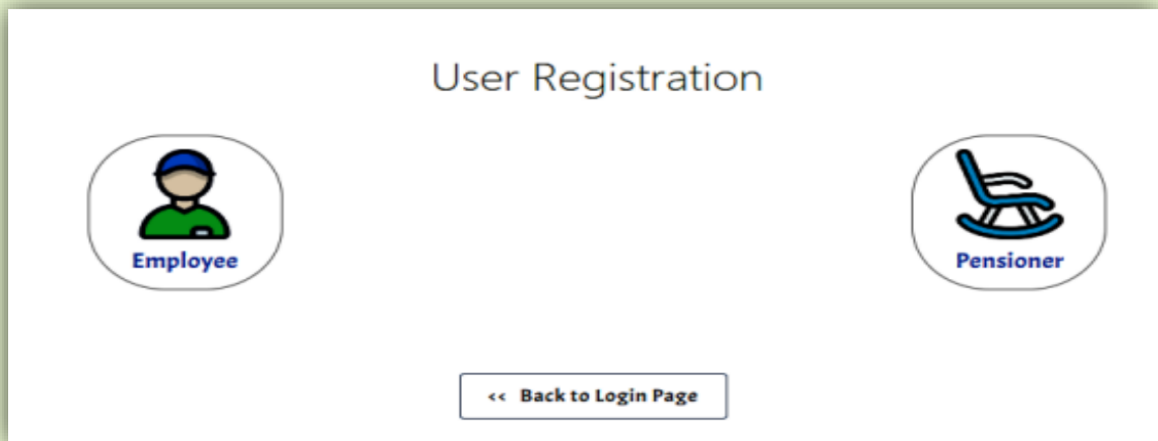 User Registration
Employee
Pensioner
<< Back to Login Page